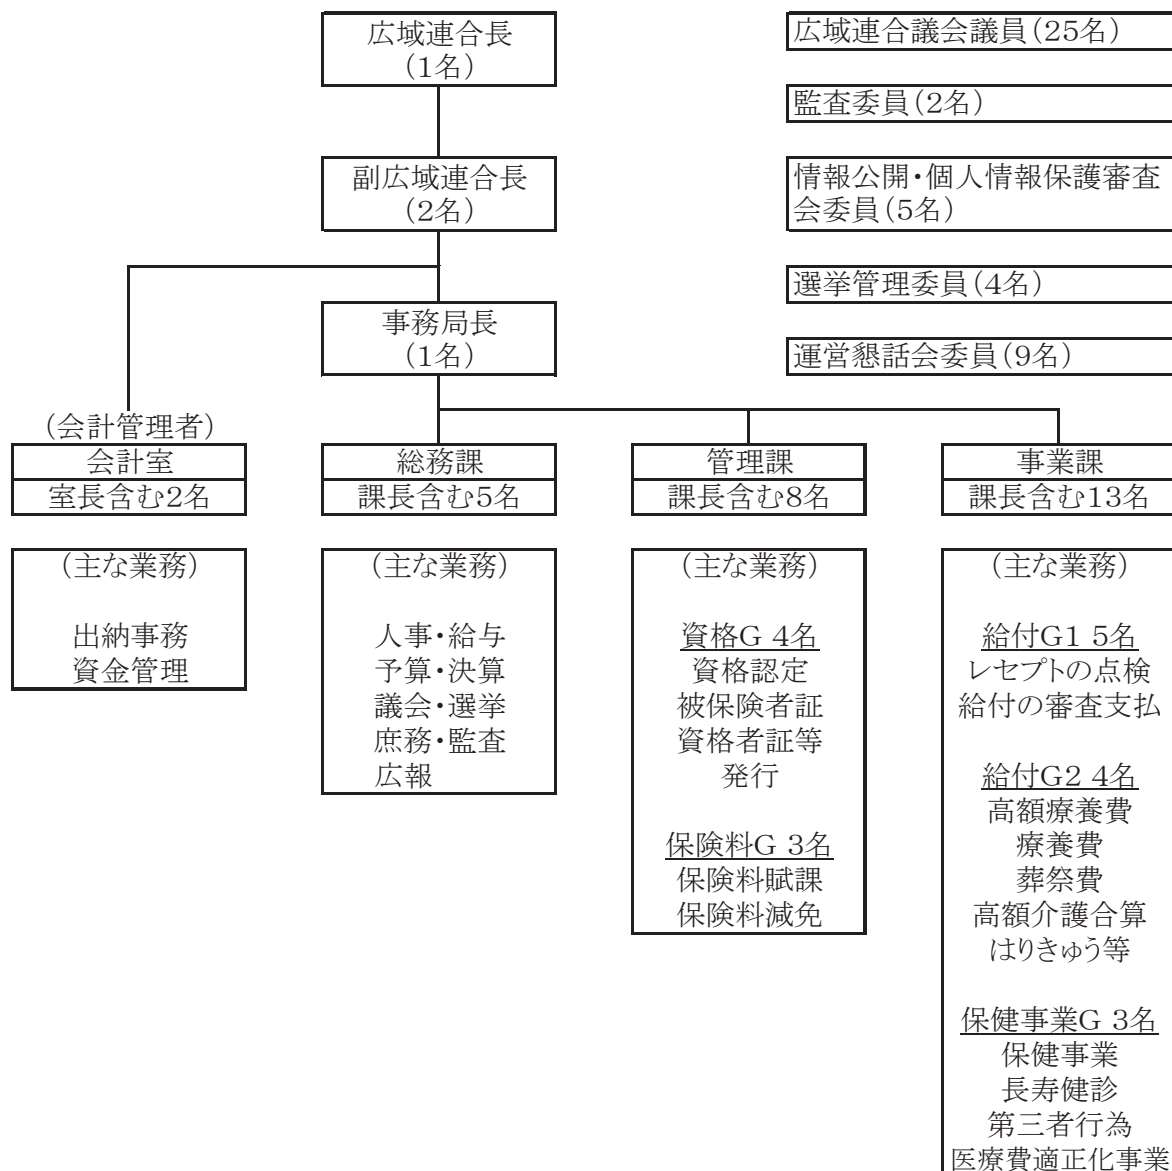 広域連合長
(1名)
副広域連合長
(2名)
事務局長
(1名)
広域連合議会議員(25名)
監査委員(2名)
情報公開・個人情報保護審査
会委員(5名)
選挙管理委員(4名)
運営懇話会委員(9名)
(会計管理者)
会計室
室長含む2名
(主な業務)
出納事務
資金管理
総務課
課長含む5名
(主な業務)
人事・給与
予算・決算
議会・選挙
庶務・監査
広報
管理課
課長含む8名
(主な業務)
資格G 4名
資格認定
被保険者証
資格者証等
発行
保険料G 3名
保険料賦課
保険料減免
事業課
課長含む13名
(主な業務)
給付G1 5名
レセプトの点検
給付の審査支払
給付G2 4名
高額療養費
療養費
葬祭費
高額介護合算
はりきゅう等
保健事業G 3名
保健事業
長寿健診
第三者行為
医療費適正化事業